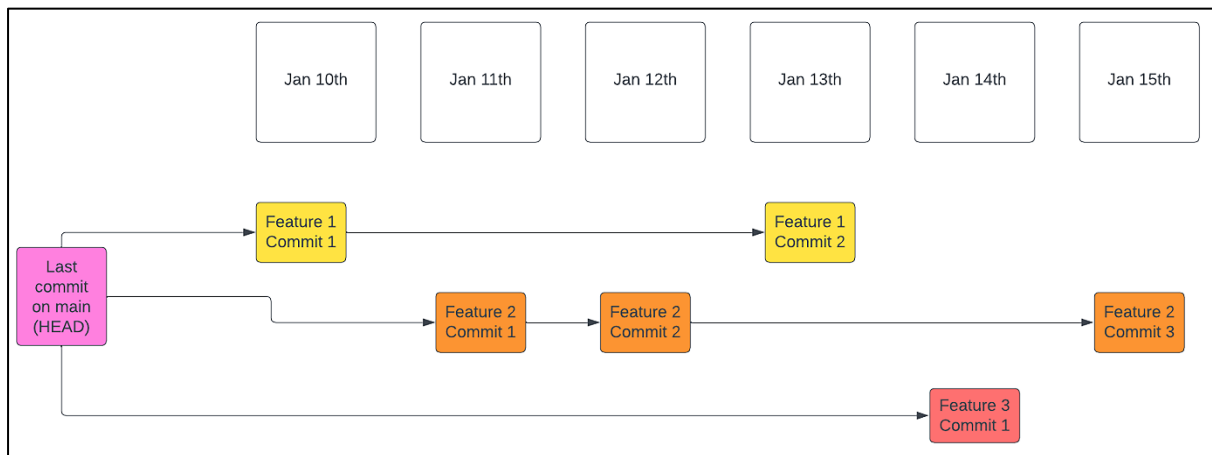 Jan 10th
Jan 11th
Jan 12th
Jan 13th
Jan 14th
Jan 15th
Feature 1
Commit 1
Feature 1
Commit 2
Last
commit
on main
(HEAD)
Feature 2
Commit 1
Feature 2
Commit 2
Feature 2
Commit 3
Feature 3
Commit 1